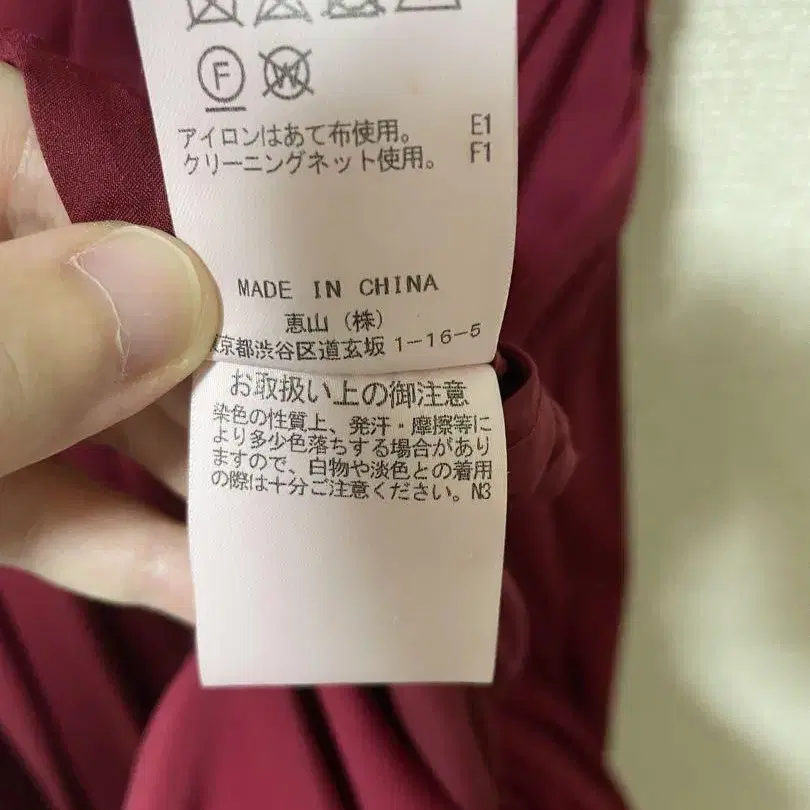 F W
アイロンはあて布使用。 E1
クリーニングネット使用。 F1
MADE IN CHINA
恵山（株）
京都渋谷区道玄坂 1-16-5
お取扱い上の御注意
染色の性質上、発汗・摩擦等に
より多少色落ちする場合があり
ますので、白物や淡色との着用
の際は十分ご注意ください。N3